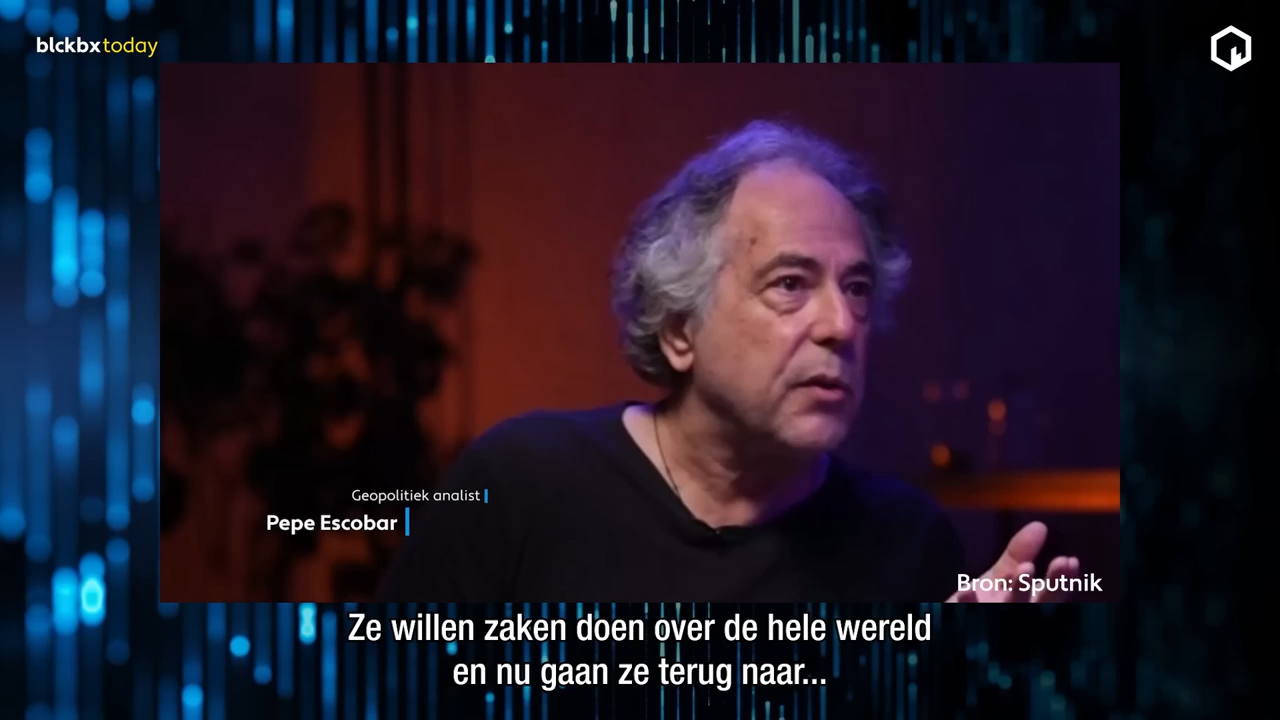 blckbxtoday
Geopolitiek analist
Pepe Escobar
Bron: Sputnik
Ze willen zaken doen over de hele wereld
en nu gaan ze terug naar...